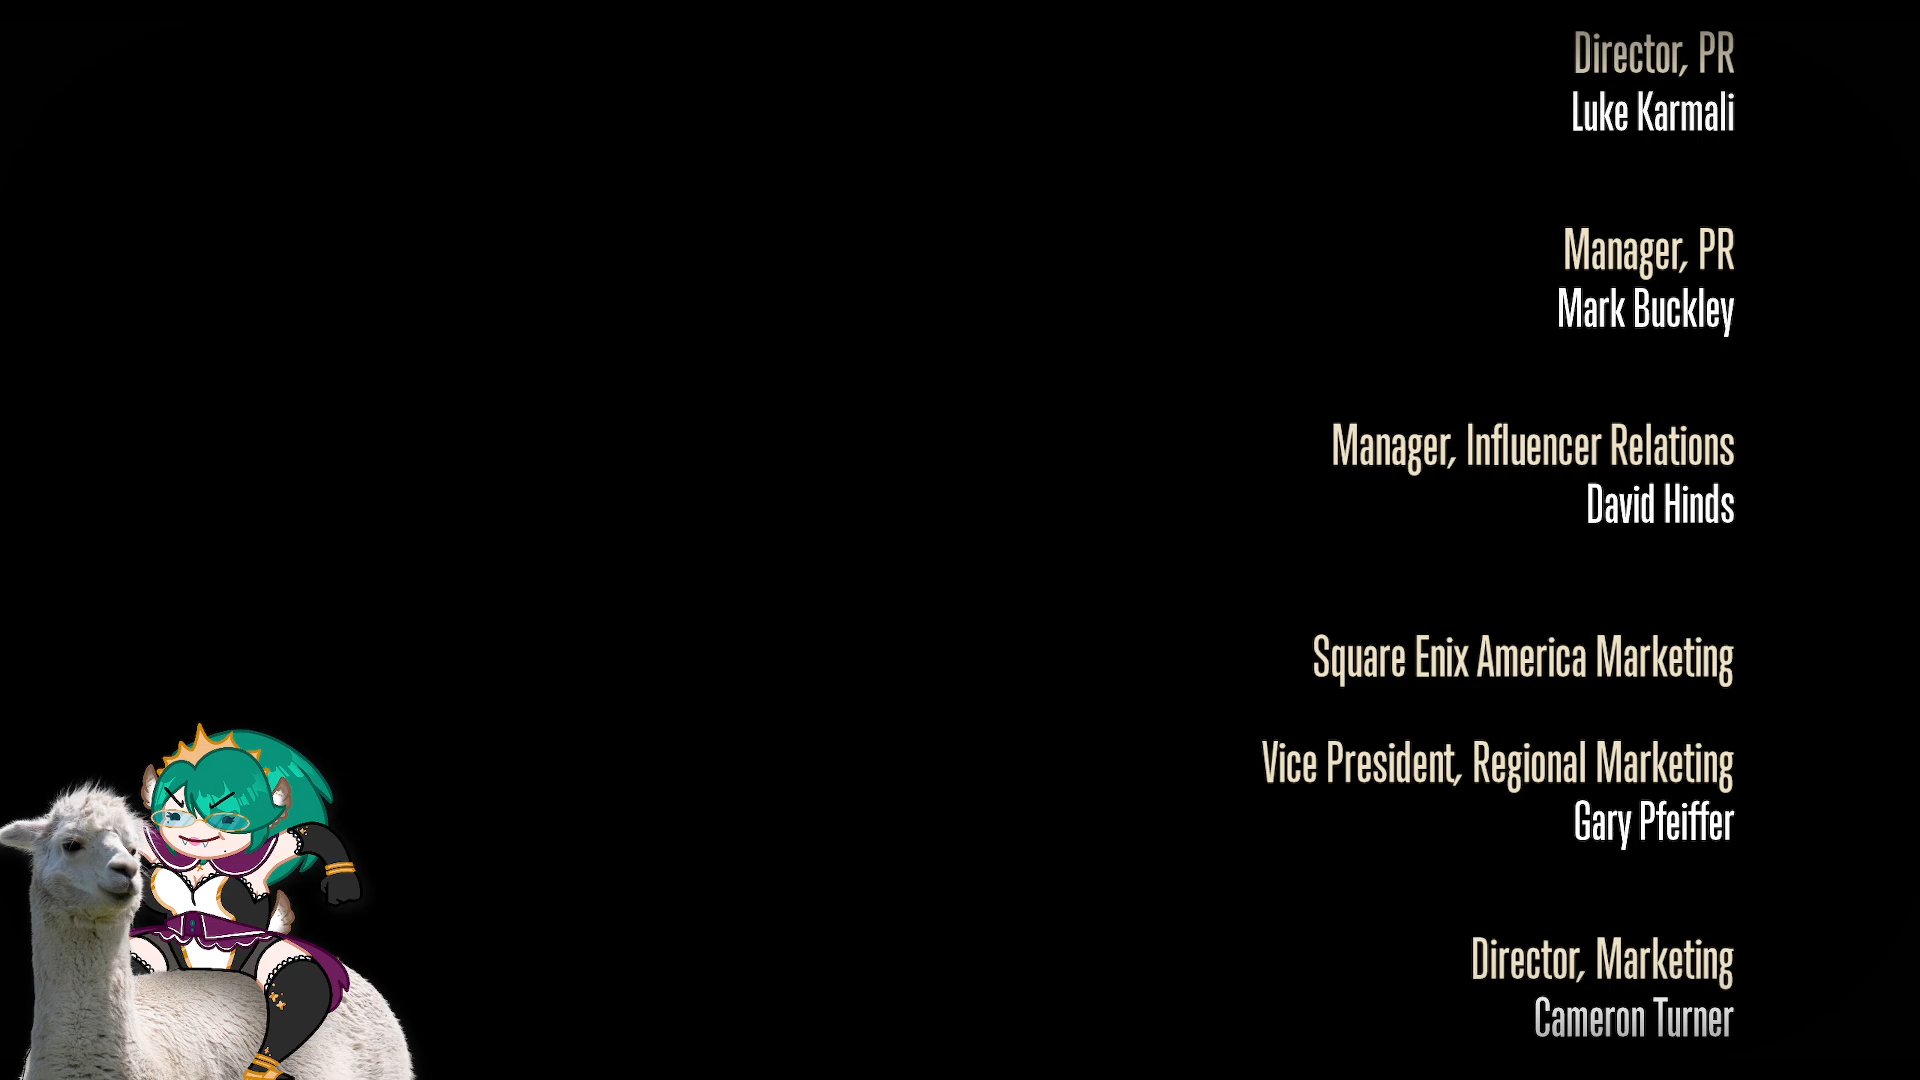 Director, PR
Luke Karmali
Manager, PR
Mark Buckley
Manager, Influencer Relations
David Hinds
Square Enix America Marketing
Vice President, Regional Marketing
Gary Pfeiffer
Director, Marketing
Cameron Turner